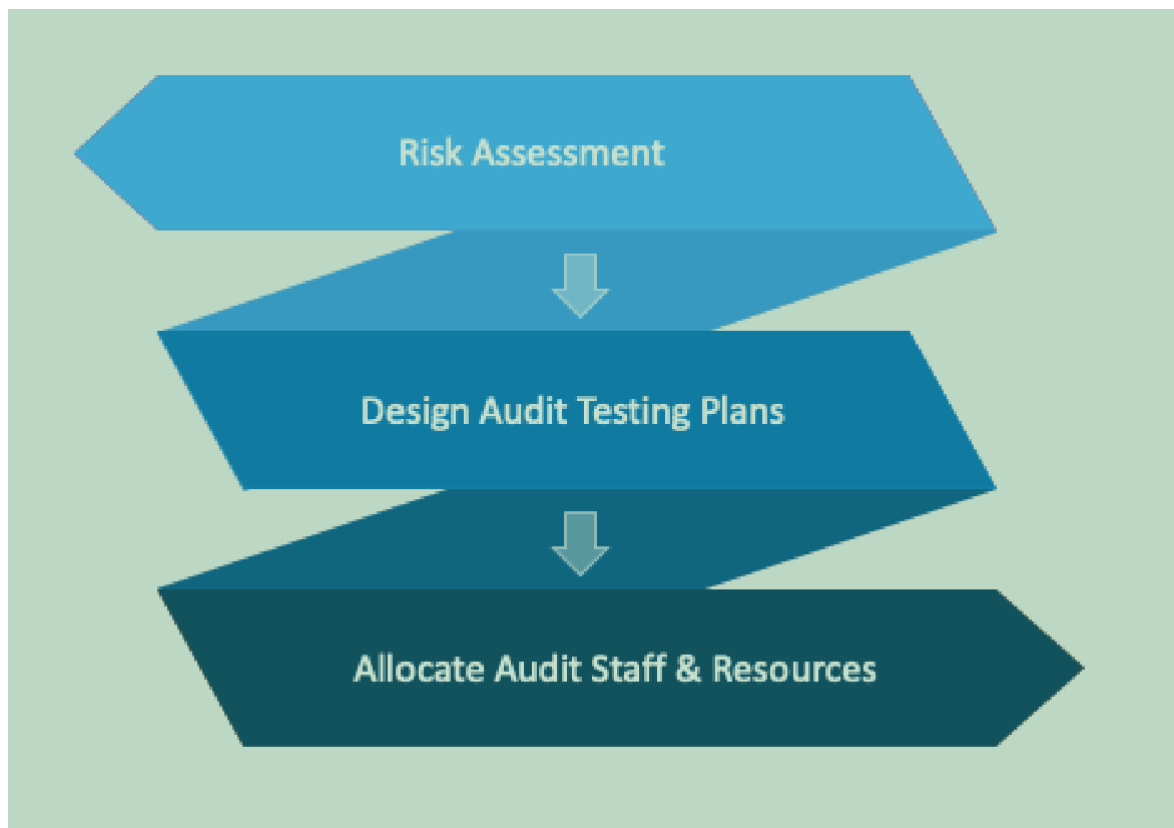 Risk Assessment
Design Audit Testing Plans
Allocate Audit Staff & Resources